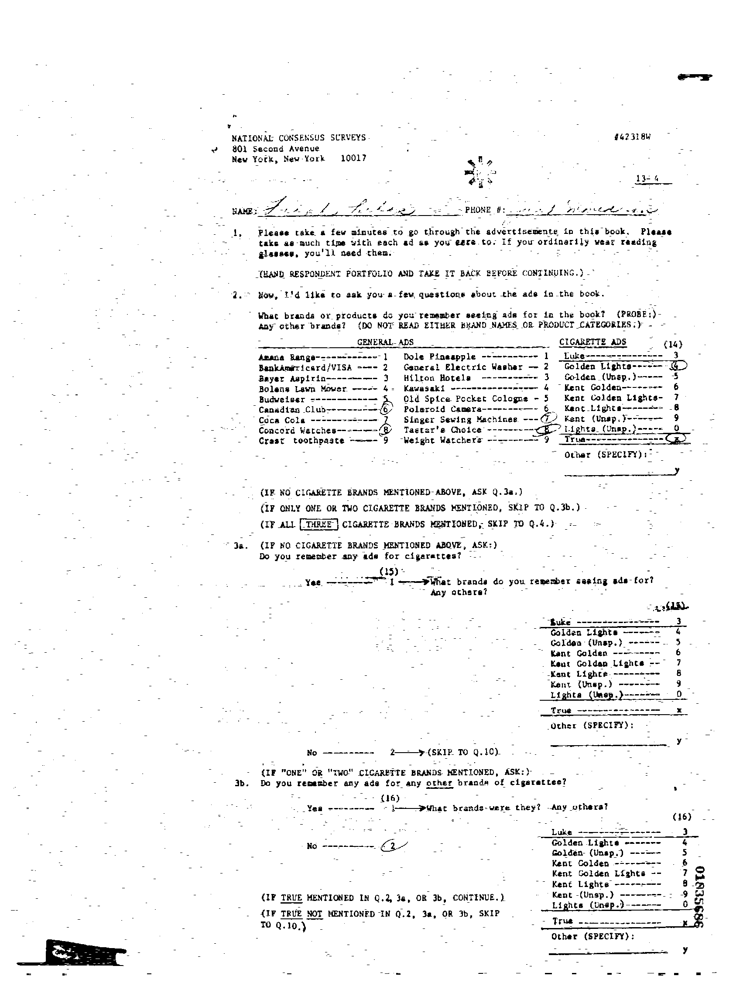 NATIONAL CONSENSUS SURVEYS #42318W
801 Second Avenue
New York, New York 10017
13- 4
NAME: PHONE #:
1. Please take a few minutes to go through the advertisements in this book. Please
take as much time with each ad as you care to. If you ordinarily wear reading
glasses, you'll need them.
(HAND RESPONDENT PORTFOLIO AND TAKE IT BACK BEFORE CONTINUING.)
2. Now, I'd like to ask you a few questions about the ads in the book.
What brands or products do you remember seeing ads for in the book? (PROBE:)
Any other brands? (DO NOT READ EITHER BRAND NAMES OR PRODUCT CATEGORIES.)
GENERAL ADS CIGARETTE ADS (14)
Amana Range------------ 1 Dole Pineapple ----------- 1 Luke--------------- 3
BankAmericard/VISA ---- 2 General Electric Washer -- 2 Golden Lights------ 4
Bayer Aspirin---------- 3 Hilton Hotels ------------ 3 Golden (Unsp.)----- 5
Bolens Lawn Mower ----- 4 Kawasaki ----------------- 4 Kent Golden-------- 6
Budweiser ------------- 5 Old Spice Pocket Cologne - 5 Kent Golden Lights- 7
Canadian Club---------- 6 Polaroid Camera----------- 6 Kent Lights-------- 8
Coca Cola ------------- 7 Singer Sewing Machines --- 7 Kent (Unsp.)------- 9
Concord Watches-------- 8 Taster's Choice ---------- 8 Lights (Unsp.)----- 0
Crest toothpaste ------ 9 Weight Watchers ---------- 9 True--------------- x
Other (SPECIFY):
y
(IF NO CIGARETTE BRANDS MENTIONED ABOVE, ASK Q.3a.)
(IF ONLY ONE OR TWO CIGARETTE BRANDS MENTIONED, SKIP TO Q.3b.)
(IF ALL THREE CIGARETTE BRANDS MENTIONED, SKIP TO Q.4.)
3a. (IF NO CIGARETTE BRANDS MENTIONED ABOVE, ASK:)
Do you remember any ads for cigarettes?
(15)
Yes --------- 1 → What brands do you remember seeing ads for?
Any others?
(15)
Luke ---------------- 3
Golden Lights ------- 4
Golden (Unsp.) ------ 5
Kent Golden --------- 6
Kent Golden Lights -- 7
Kent Lights --------- 8
Kent (Unsp.) -------- 9
Lights (Unsp.)------- 0
True ---------------- x
Other (SPECIFY):
y
No ---------- 2 → (SKIP TO Q.10)
(IF "ONE" OR "TWO" CIGARETTE BRANDS MENTIONED, ASK:)
3b. Do you remember any ads for any other brands of cigarettes?
(16)
Yes --------- 1 → What brands were they? Any others?
(16)
Luke ---------------- 3
No ---------- 2 Golden Lights ------- 4
Golden (Unsp.) ------ 5
Kent Golden --------- 6
Kent Golden Lights -- 7
Kent Lights --------- 8
(IF TRUE MENTIONED IN Q.2, 3a, OR 3b, CONTINUE.) Kent (Unsp.) -------- 9
Lights (Unsp.)------- 0
(IF TRUE NOT MENTIONED IN Q.2, 3a, OR 3b, SKIP
TO Q.10.) True ---------------- x
Other (SPECIFY):
y
01835686